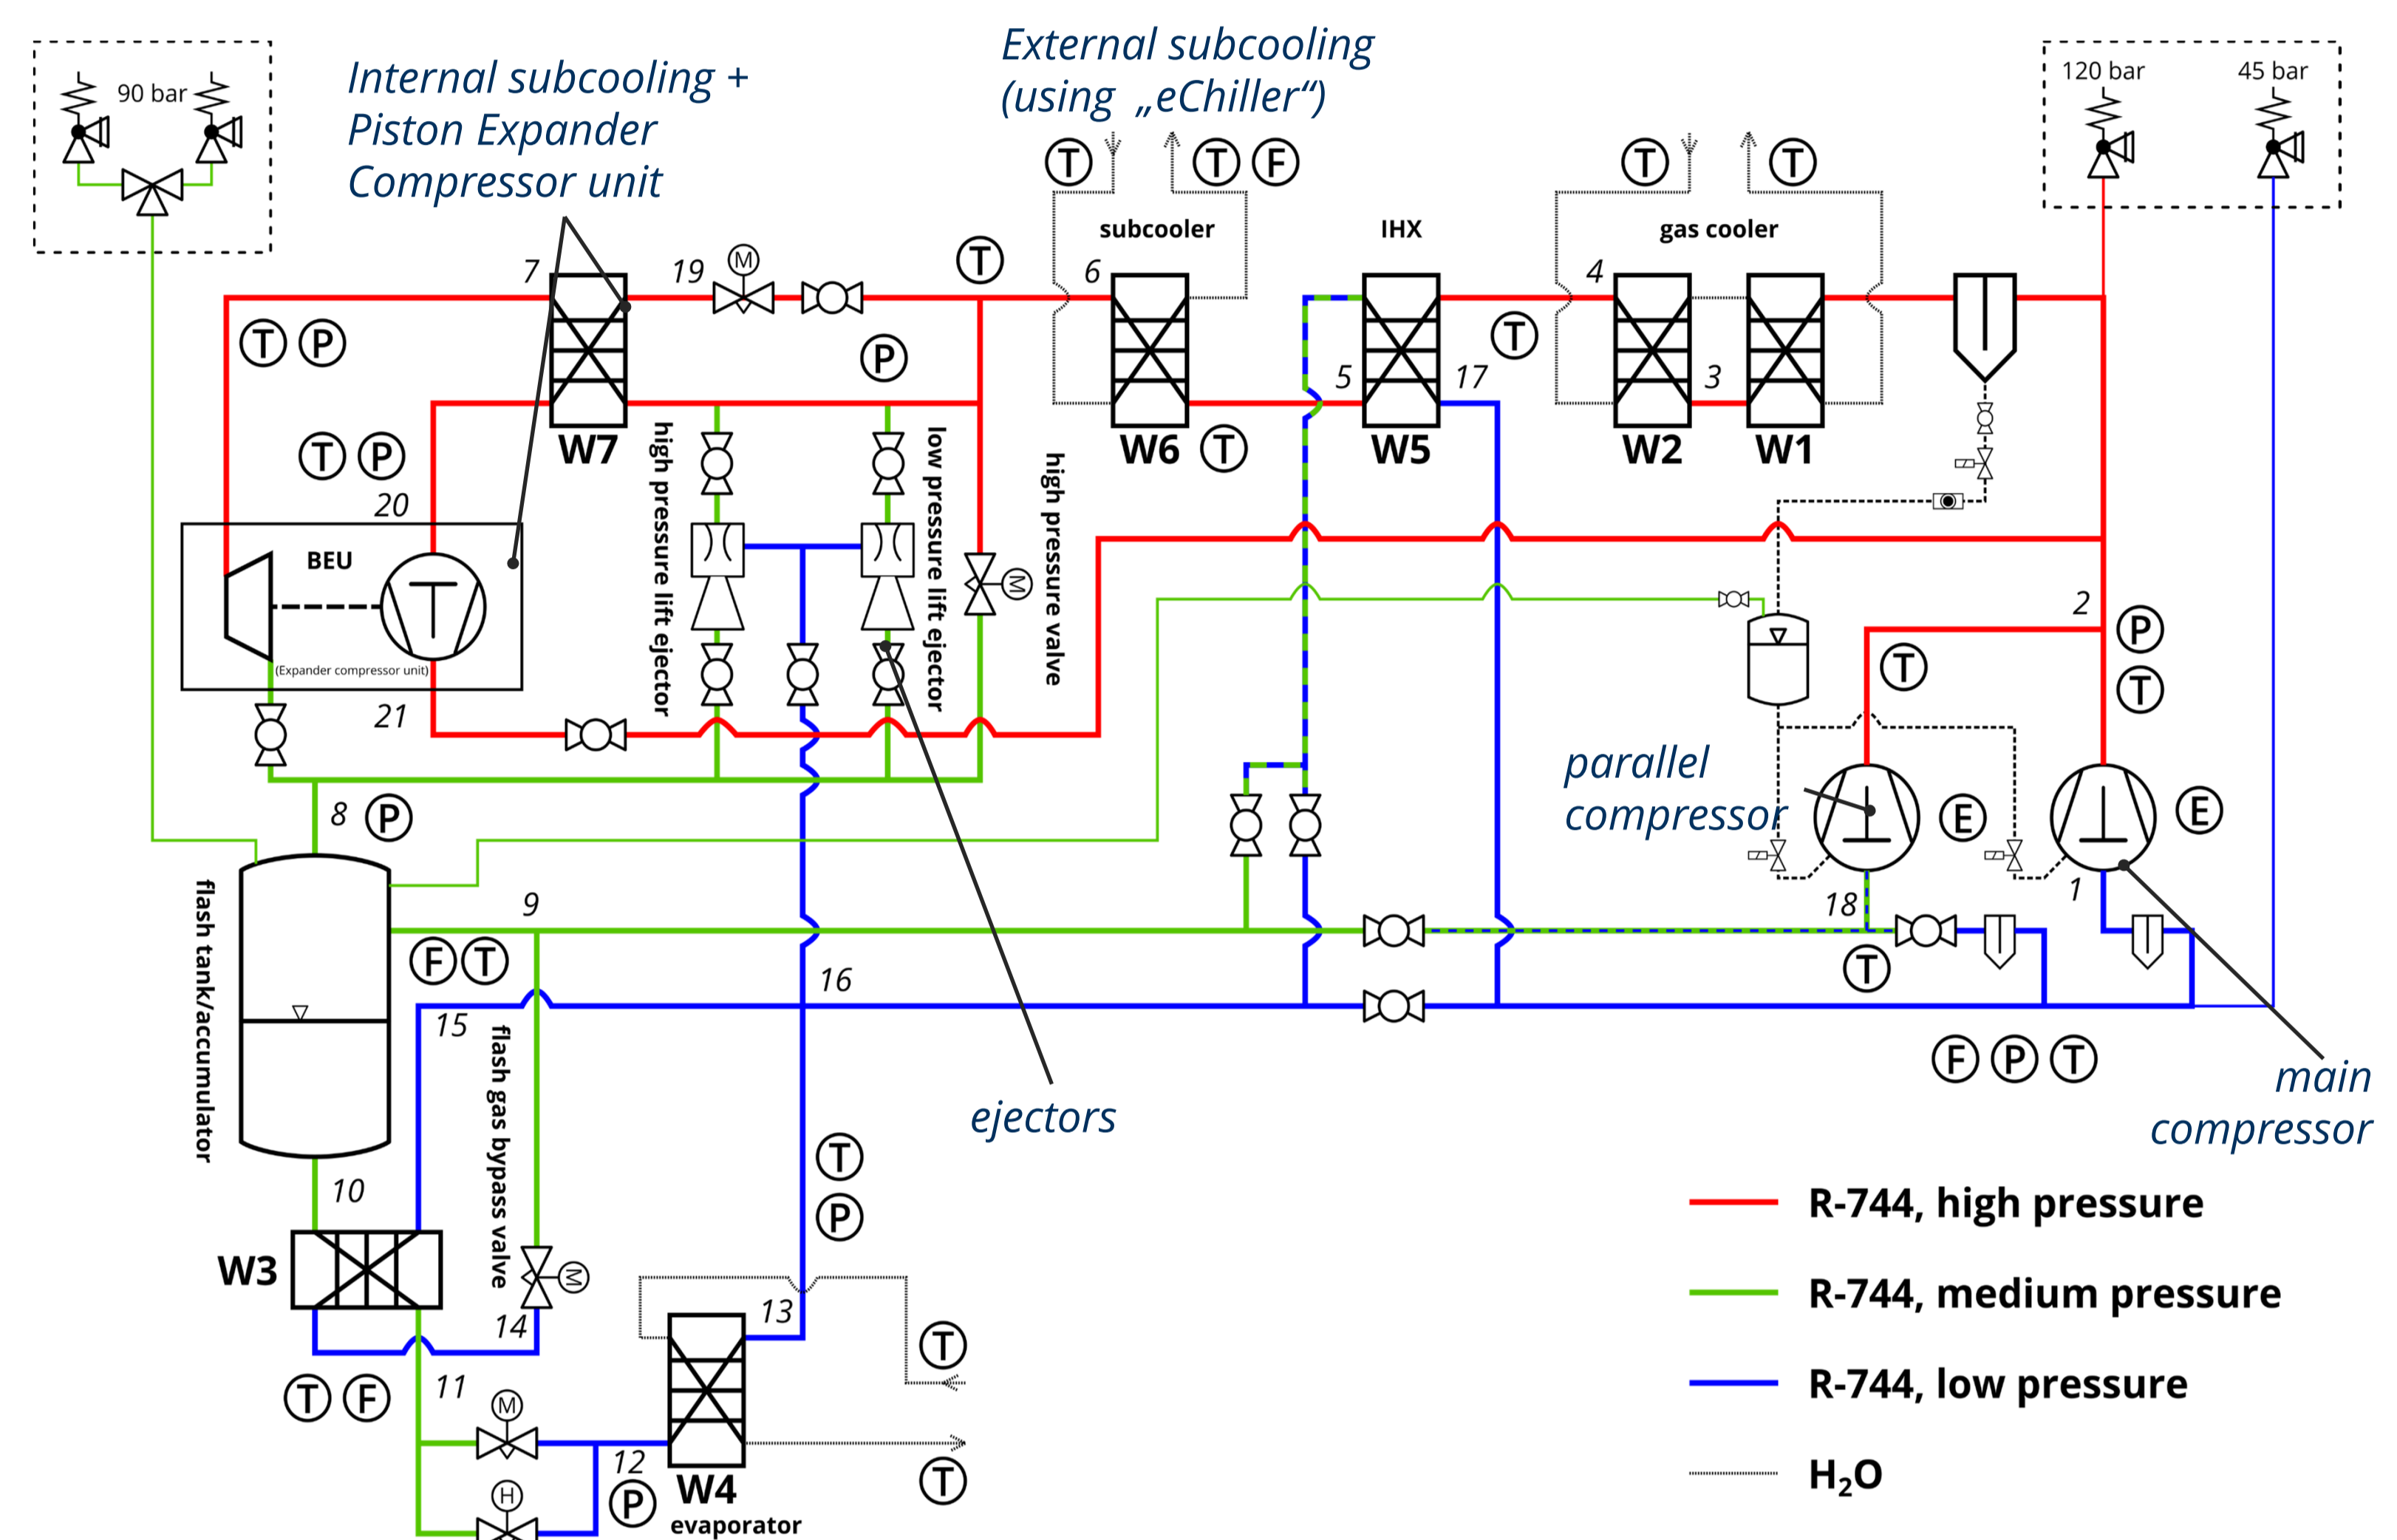 External subcooling
(using „eChiller“)
Internal subcooling +
Piston Expander
Compressor unit
90 bar
120 bar
45 bar
T
T F
T
T
subcooler
IHX
gas cooler
7
19
M
T
6
4
T P
P
T
5
17
3
W7
W6
T
W5
W2
W1
T P
20
high pressure lift ejector
low pressure lift ejector
high pressure valve
M
BEU
(Expander compressor unit)
21
2
P
T
T
parallel
compressor
E
E
8
P
flash tank/accumulator
9
F T
18
1
T
16
15
flash gas bypass valve
F P T
main
compressor
ejectors
T
P
10
W3
M
14
13
T
T F
11
M
12
P
H
W4
evaporator
T
R-744, high pressure
R-744, medium pressure
R-744, low pressure
H₂O